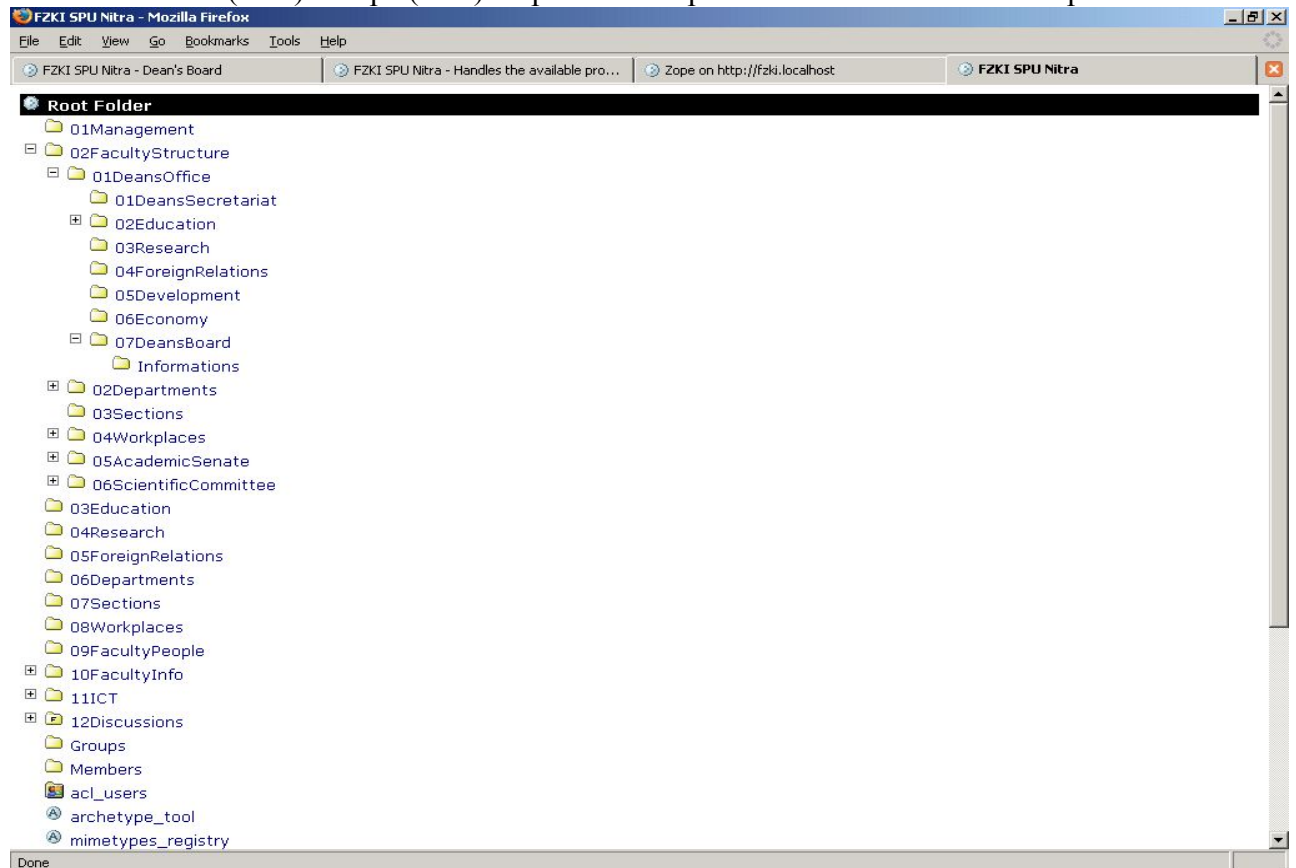 FZKI SPU Nitra - Mozilla Firefox
File Edit View Go Bookmarks Tools Help
FZKI SPU Nitra - Dean's Board FZKI SPU Nitra - Handles the available pro... Zope on http://fzki.localhost FZKI SPU Nitra
Root Folder
01Management
02FacultyStructure
01DeansOffice
01DeansSecretariat
02Education
03Research
04ForeignRelations
05Development
06Economy
07DeansBoard
Informations
02Departments
03Sections
04Workplaces
05AcademicSenate
06ScientificCommittee
03Education
04Research
05ForeignRelations
06Departments
07Sections
08Workplaces
09FacultyPeople
10FacultyInfo
11ICT
12Discussions
Groups
Members
acl_users
archetype_tool
mimetypes_registry
Done